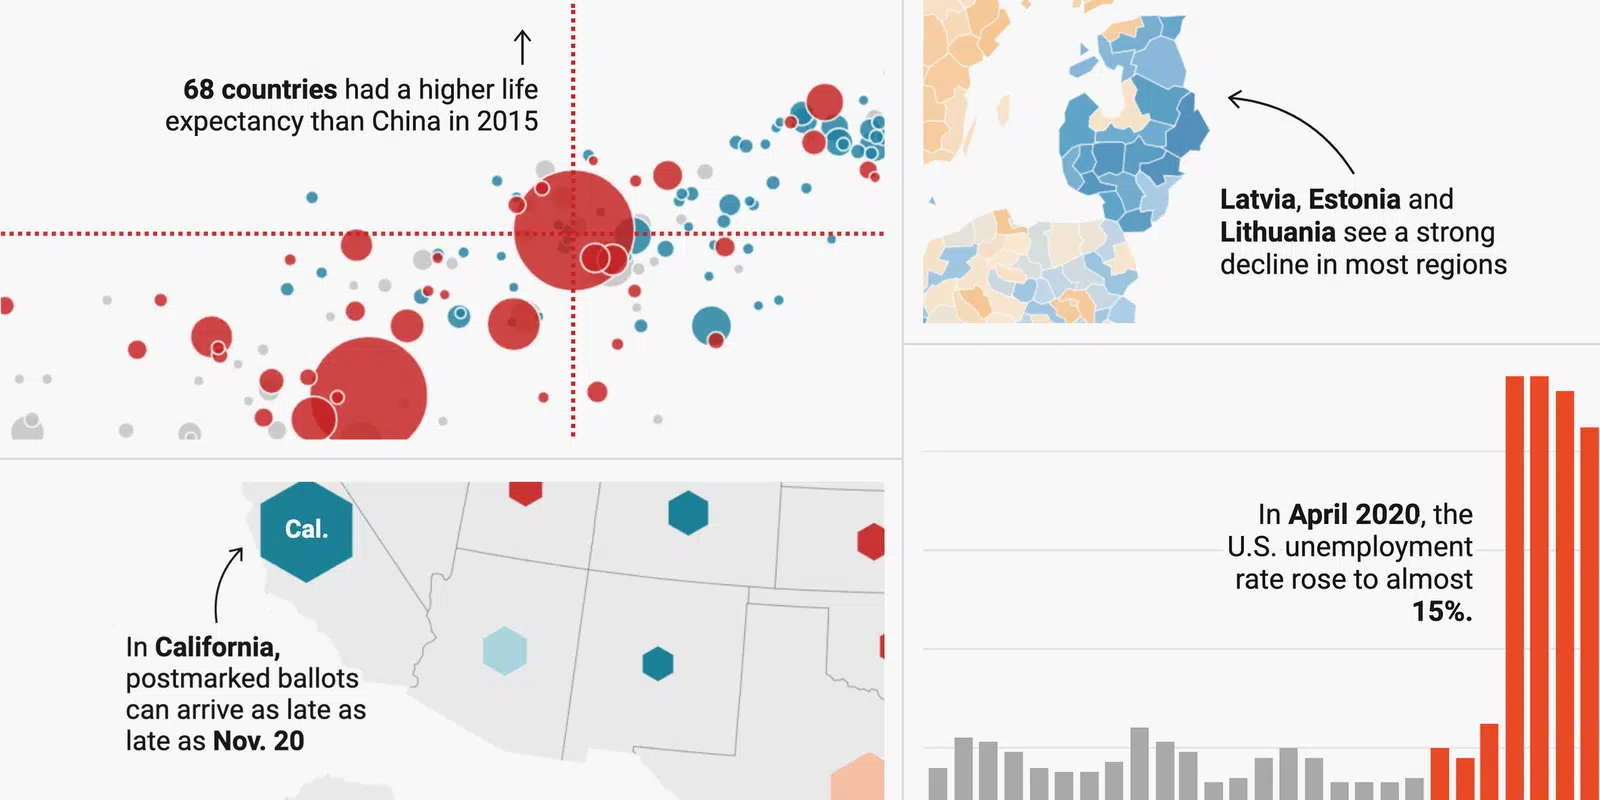 68 countries had a higher life
expectancy than China in 2015
Latvia, Estonia and
Lithuania see a strong
decline in most regions
Cal.
In California,
postmarked ballots
can arrive as late as
late as Nov. 20
In April 2020, the
U.S. unemployment
rate rose to almost
15%.